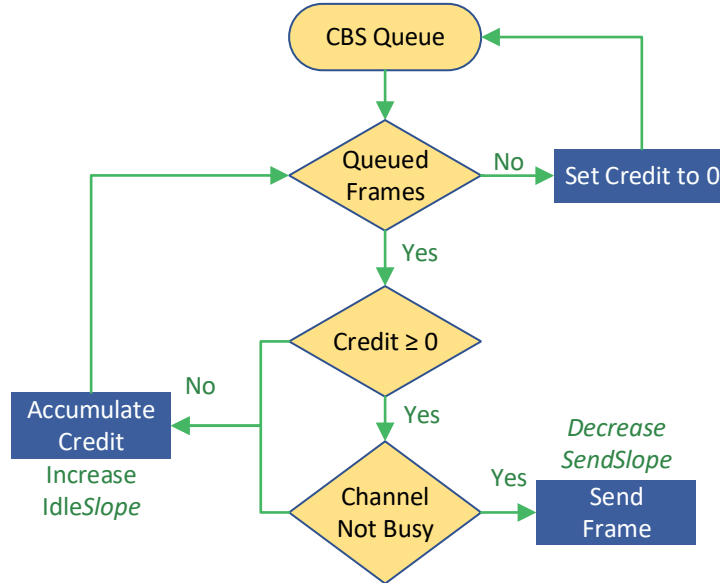 CBS Queue
Queued
Frames
No
Set Credit to 0
Yes
Credit ≥ 0
No
Accumulate
Credit
Increase
IdleSlope
Yes
Decrease
SendSlope
Channel
Not Busy
Yes
Send
Frame